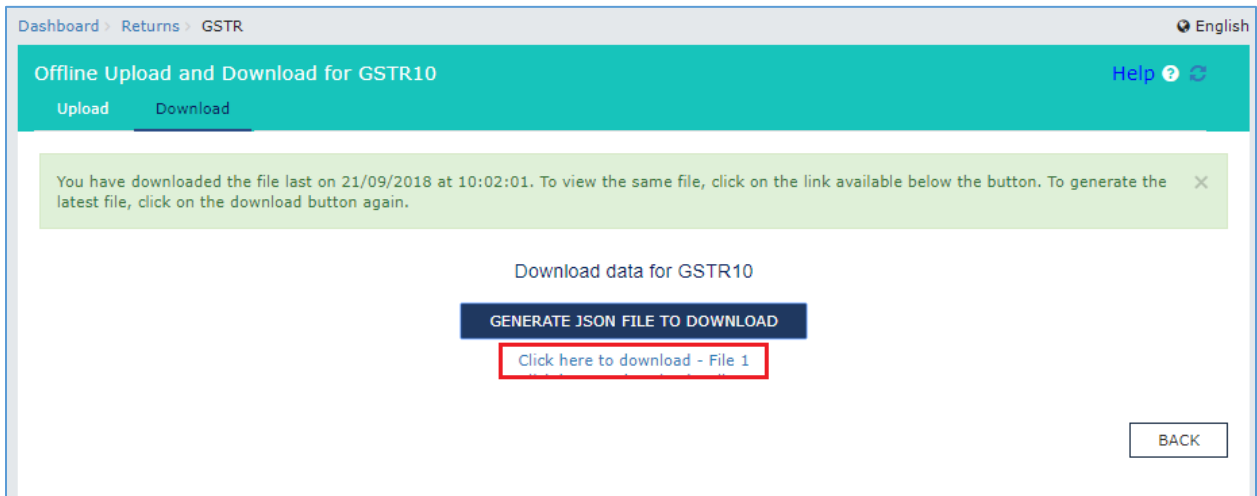 Dashboard > Returns > GSTR
English
Offline Upload and Download for GSTR10
Help ?
Upload Download
You have downloaded the file last on 21/09/2018 at 10:02:01. To view the same file, click on the link available below the button. To generate the
latest file, click on the download button again.
Download data for GSTR10
GENERATE JSON FILE TO DOWNLOAD
Click here to download - File 1
BACK